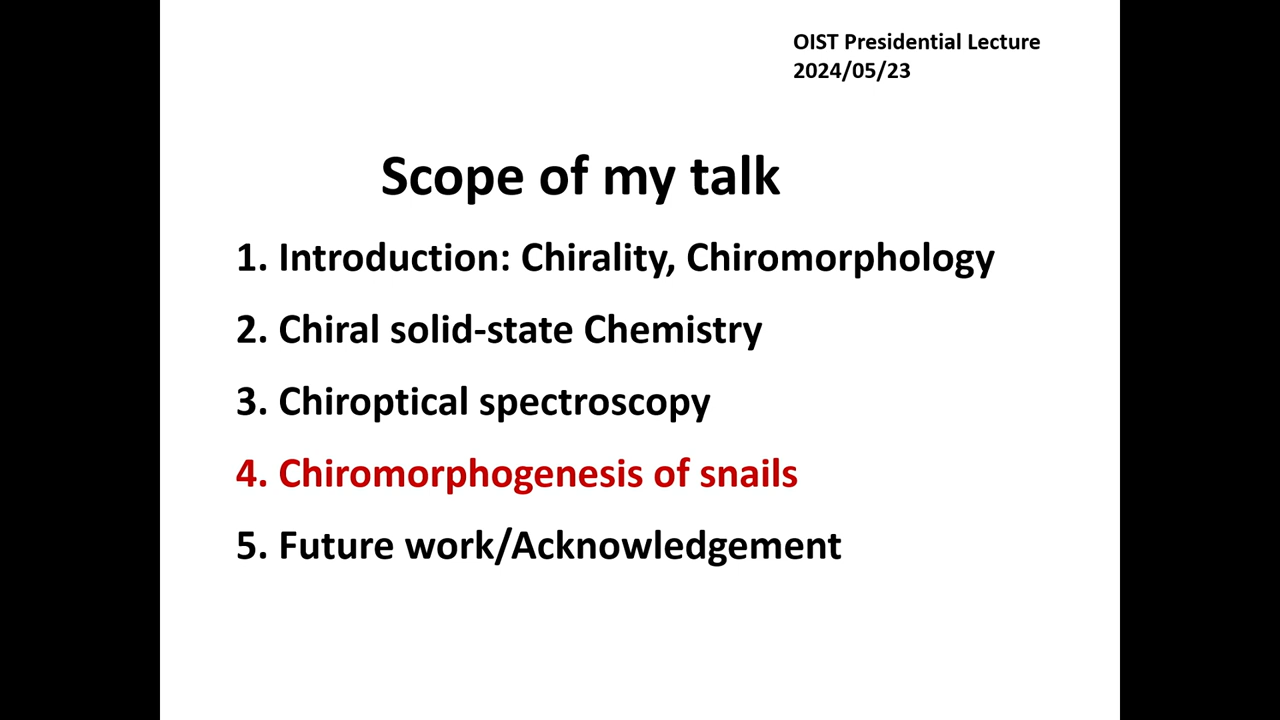 OIST Presidential Lecture
2024/05/23
Scope of my talk
1. Introduction: Chirality, Chiromorphology
2. Chiral solid-state Chemistry
3. Chiroptical spectroscopy
4. Chiromorphogenesis of snails
5. Future work/Acknowledgement